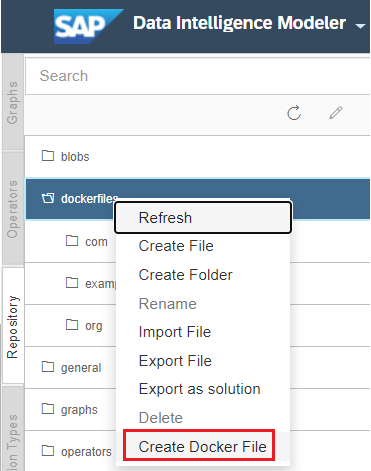 SAP Data Intelligence Modeler
Search
Graphs
Operators
Repository
tion Types
blobs
dockerfiles
com
examp
org
general
graphs
operators
Refresh
Create File
Create Folder
Rename
Import File
Export File
Export as solution
Delete
Create Docker File